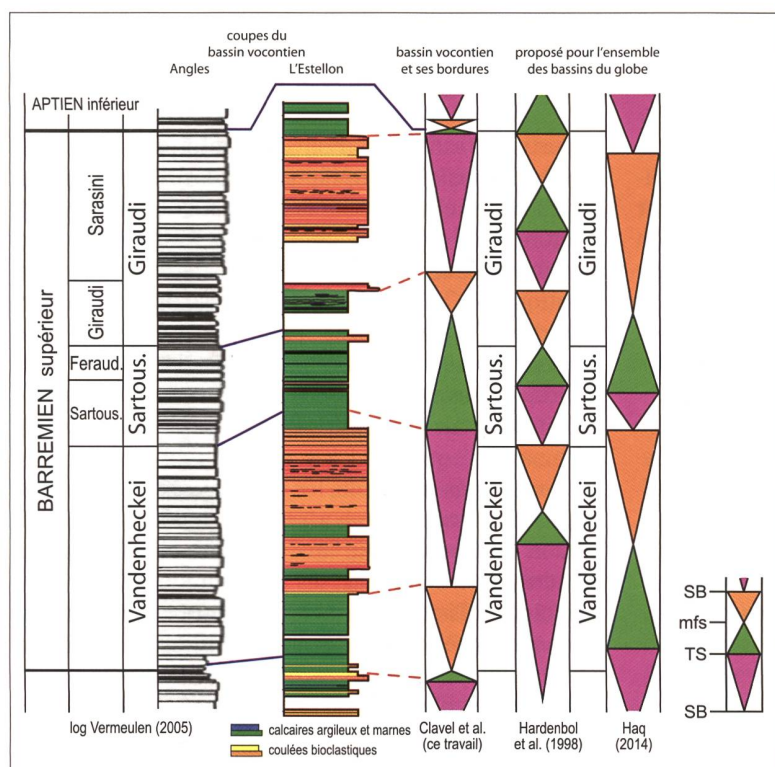 coupes du
bassin vocontien
Angles
L'Estellon
bassin vocontien
et ses bordures
proposé pour l'ensemble
des bassins du globe
APTIEN inférieur
BARREMIEN supérieur
Sarasini
Giraudi
Feraud.
Sartous.
Giraudi
Sartous.
Vandenheckei
Giraudi
Sartous.
Vandenheckei
Giraudi
Sartous.
Vandenheckei
SB
mfs
TS
SB
log Vermeulen (2005)
calcaires argileux et marnes
coulées bioclastiques
Clavel et al.
(ce travail)
Hardenbol
et al. (1998)
Haq
(2014)